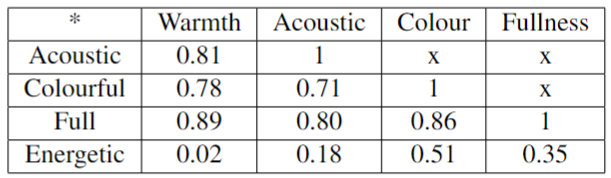 * Warmth Acoustic Colour Fullness
Acoustic 0.81 1 x x
Colourful 0.78 0.71 1 x
Full 0.89 0.80 0.86 1
Energetic 0.02 0.18 0.51 0.35